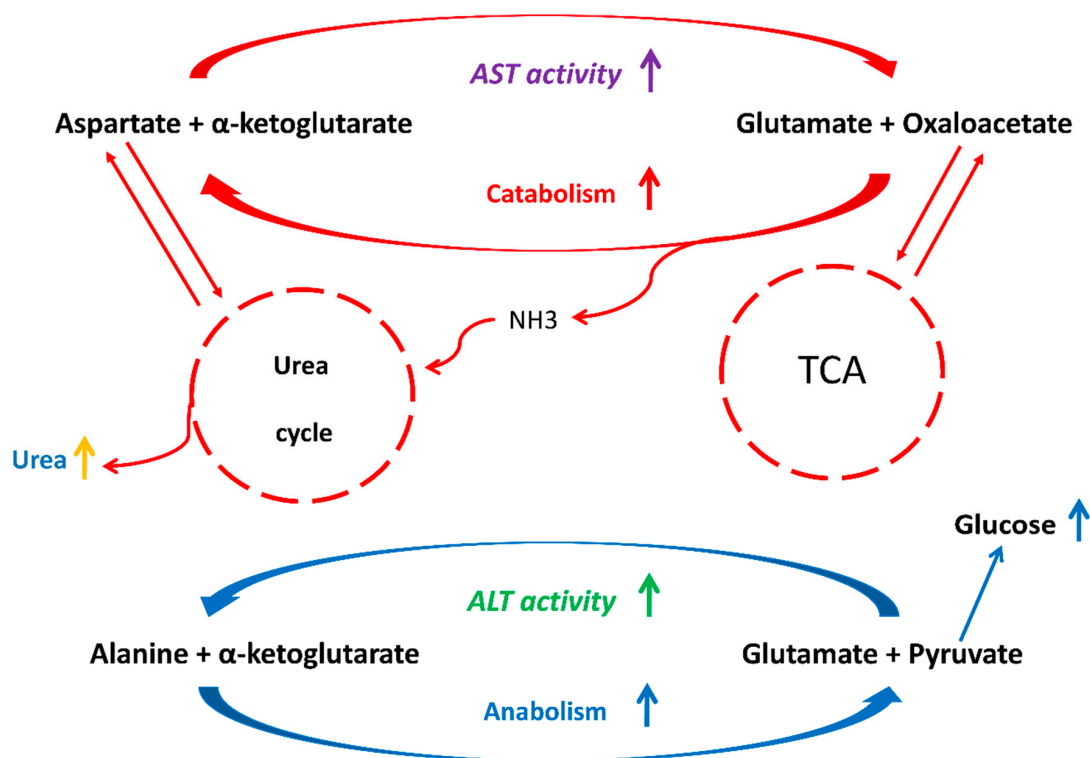 AST activity
Aspartate + α-ketoglutarate
Glutamate + Oxaloacetate
Catabolism
NH3
Urea
cycle
TCA
Urea
Glucose
ALT activity
Alanine + α-ketoglutarate
Glutamate + Pyruvate
Anabolism